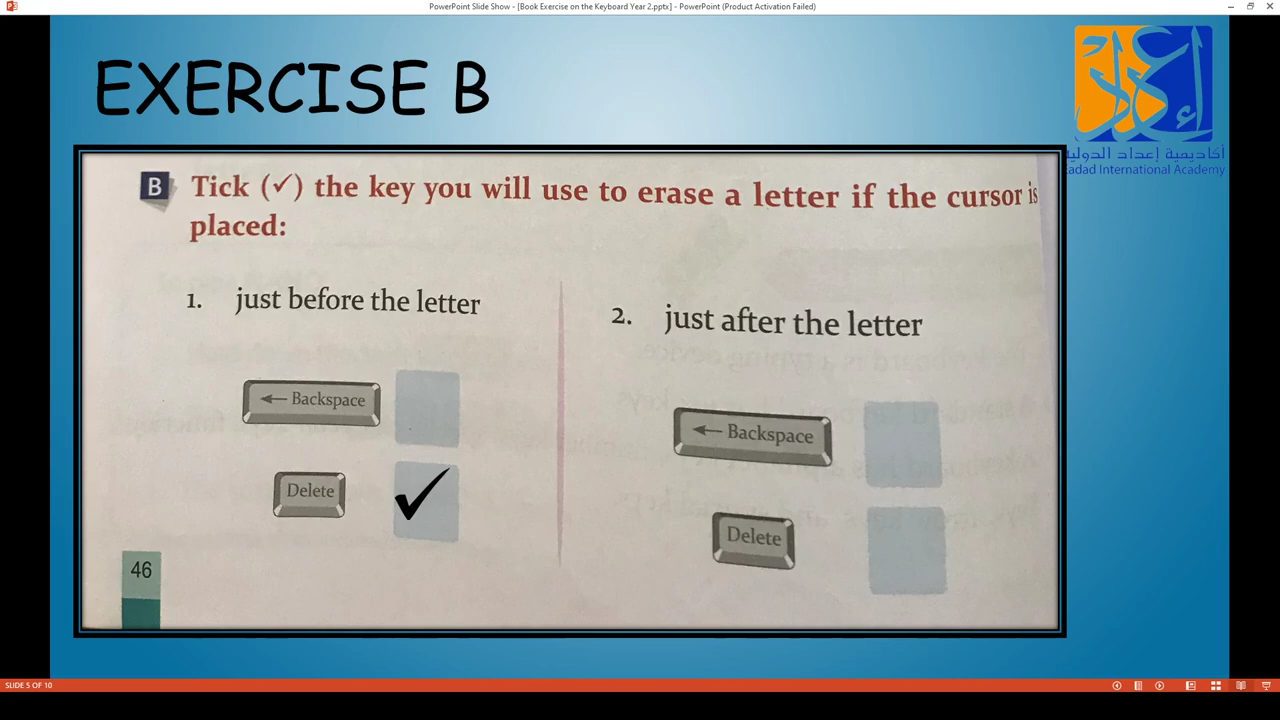 PowerPoint Slide Show - [Book Exercise on the Keyboard Year 2.pptx] - PowerPoint (Product Activation Failed)
EXERCISE B
أكاديمية إعداد الدولية
Eadad International Academy
B Tick (✓) the key you will use to erase a letter if the cursor is
placed:
1. just before the letter
← Backspace
Delete ✓
2. just after the letter
← Backspace
Delete
46
SLIDE 5 OF 10